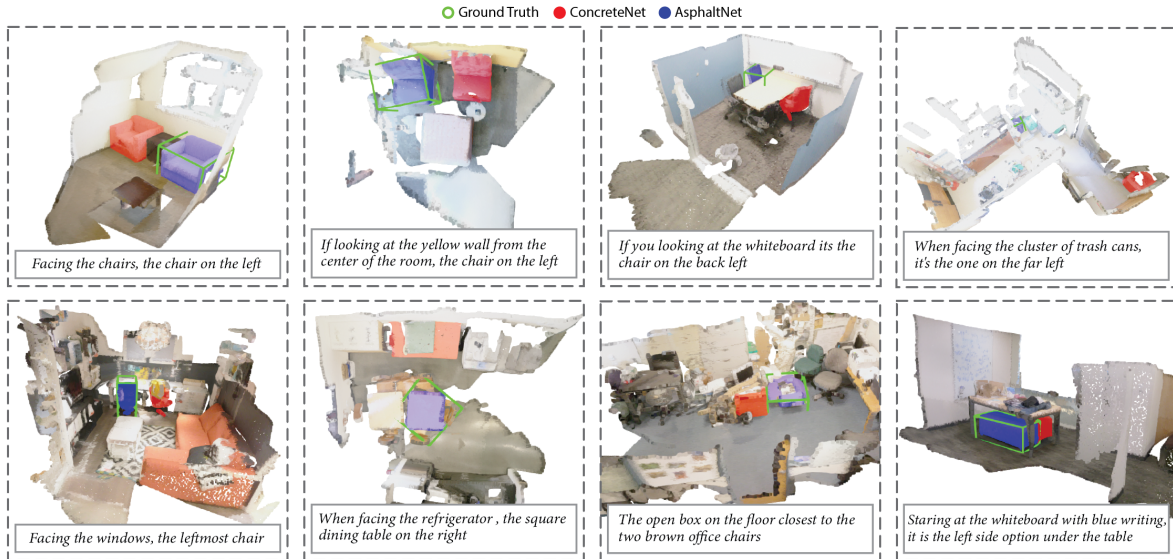 Ground Truth ConcreteNet AsphaltNet
Facing the chairs, the chair on the left
If looking at the yellow wall from the
center of the room, the chair on the left
If you looking at the whiteboard its the
chair on the back left
When facing the cluster of trash cans,
it's the one on the far left
Facing the windows, the leftmost chair
When facing the refrigerator , the square
dining table on the right
The open box on the floor closest to the
two brown office chairs
Staring at the whiteboard with blue writing,
it is the left side option under the table